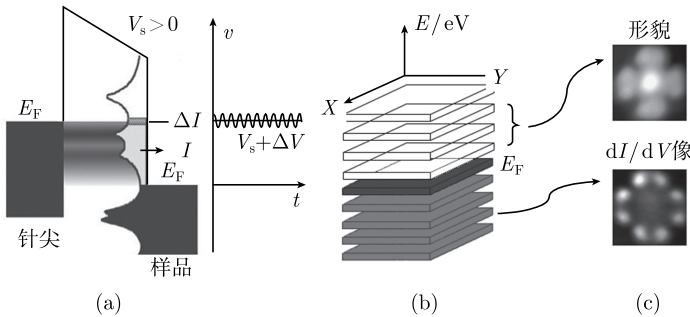 V_s>0
E_F
ΔI
I
E_F
针尖
样品
v
V_s+ΔV
t
(a)
E/eV
Y
X
E_F
(b)
形貌
dI/dV像
(c)